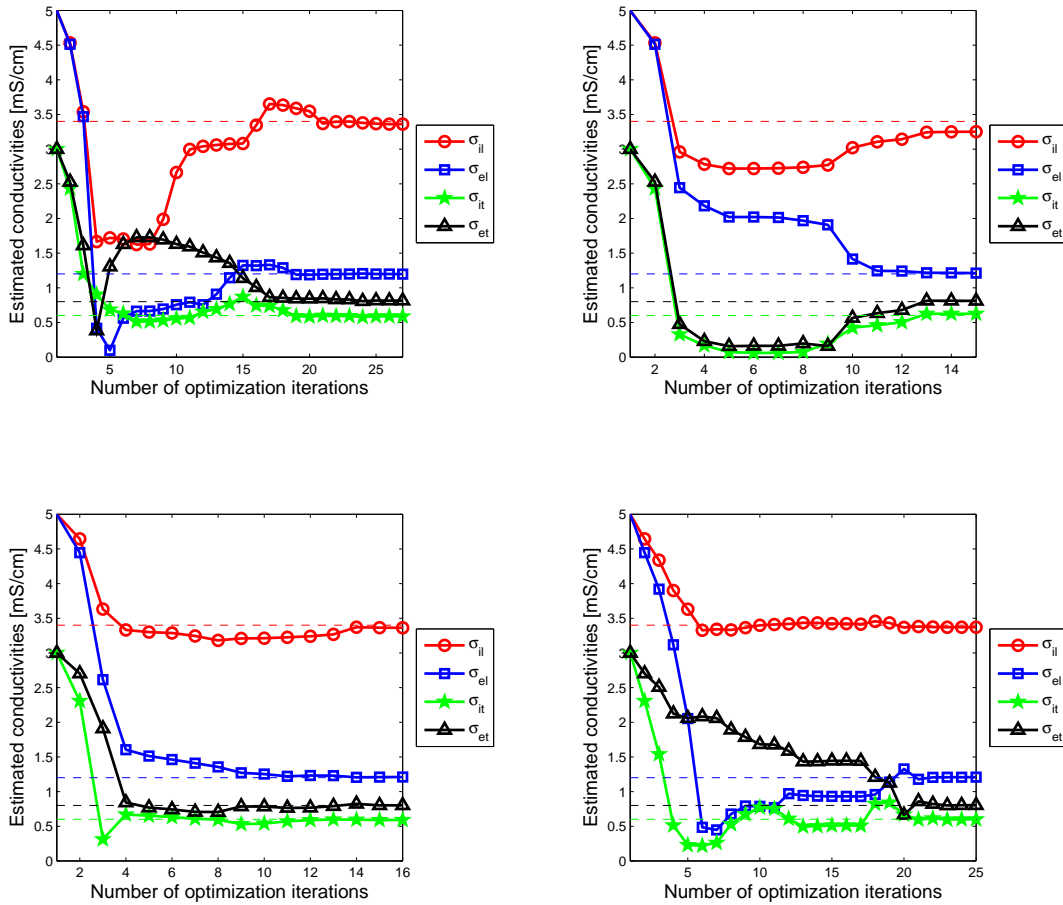 Estimated conductivities [mS/cm]
5
4.5
4
3.5
3
2.5
2
1.5
1
0.5
0
5 10 15 20 25
Number of optimization iterations
σil
σel
σit
σet
Estimated conductivities [mS/cm]
5
4.5
4
3.5
3
2.5
2
1.5
1
0.5
0
2 4 6 8 10 12 14
Number of optimization iterations
σil
σel
σit
σet
Estimated conductivities [mS/cm]
5
4.5
4
3.5
3
2.5
2
1.5
1
0.5
0
2 4 6 8 10 12 14 16
Number of optimization iterations
σil
σel
σit
σet
Estimated conductivities [mS/cm]
5
4.5
4
3.5
3
2.5
2
1.5
1
0.5
0
5 10 15 20 25
Number of optimization iterations
σil
σel
σit
σet